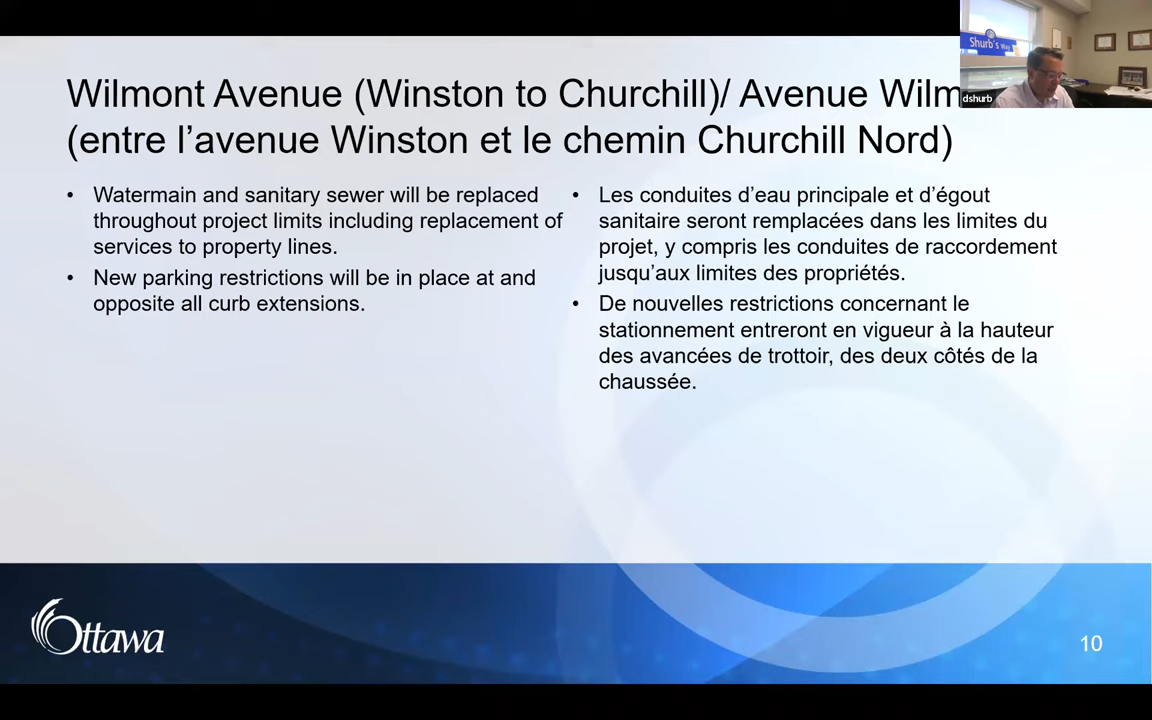 Wilmont Avenue (Winston to Churchill)/ Avenue Wilm
(entre l’avenue Winston et le chemin Churchill Nord)
• Watermain and sanitary sewer will be replaced
throughout project limits including replacement of
services to property lines.
• New parking restrictions will be in place at and
opposite all curb extensions.
• Les conduites d’eau principale et d’égout
sanitaire seront remplacées dans les limites du
projet, y compris les conduites de raccordement
jusqu’aux limites des propriétés.
• De nouvelles restrictions concernant le
stationnement entreront en vigueur à la hauteur
des avancées de trottoir, des deux côtés de la
chaussée.
Shurb's Way
dshurb
Ottawa
10